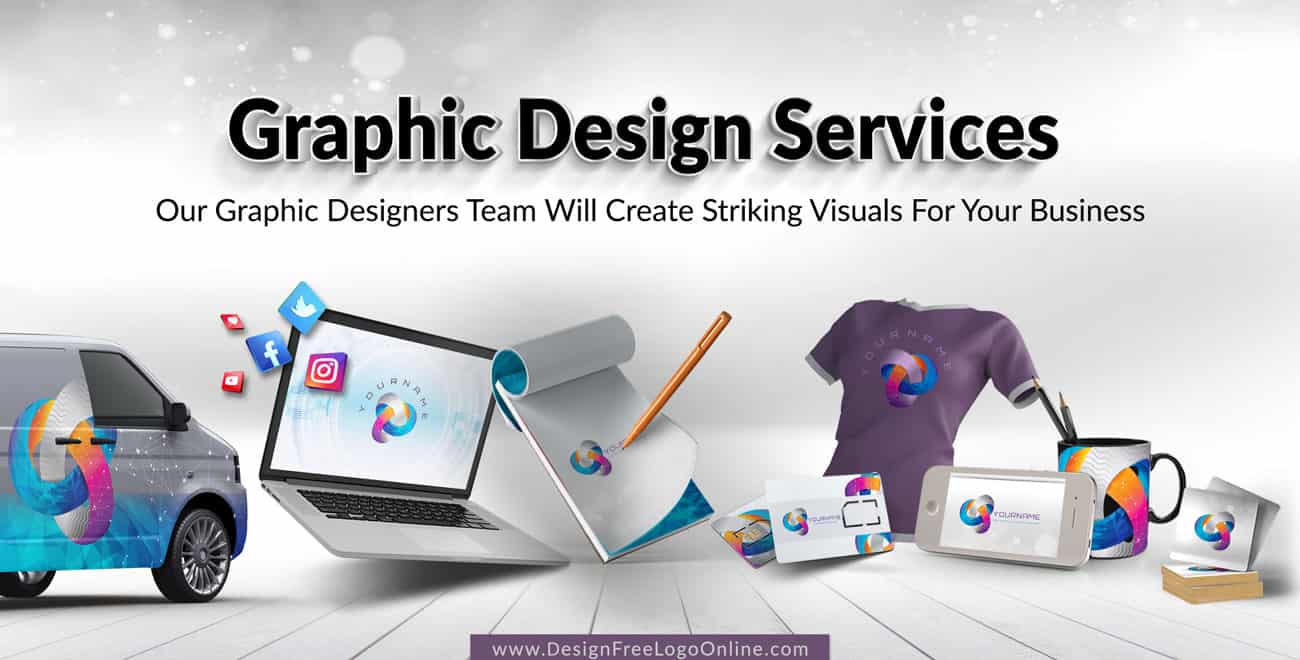 Graphic Design Services
Our Graphic Designers Team Will Create Striking Visuals For Your Business
YOURNAME
YOURNAME
YOURNAME
YOURNAME
www.DesignFreeLogoOnline.com